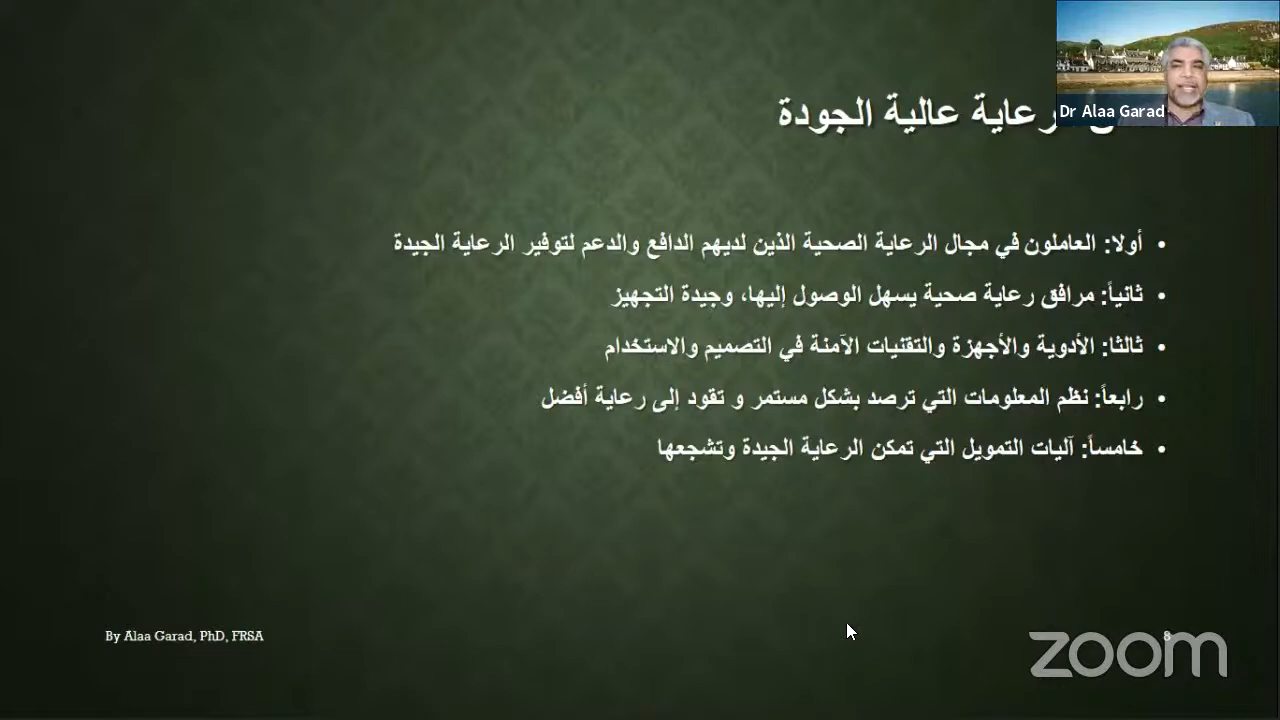 رعاية عالية الجودة
Dr Alaa Garad
• أولا: العاملون في مجال الرعاية الصحية الذين لديهم الدافع والدعم لتوفير الرعاية الجيدة
• ثانياً: مرافق رعاية صحية يسهل الوصول إليها، وجيدة التجهيز
• ثالثا: الأدوية والأجهزة والتقنيات الآمنة في التصميم والاستخدام
• رابعاً: نظم المعلومات التي ترصد بشكل مستمر و تقود إلى رعاية أفضل
• خامساً: آليات التمويل التي تمكن الرعاية الجيدة وتشجعها
By Alaa Garad, PhD, FRSA
8
zoom